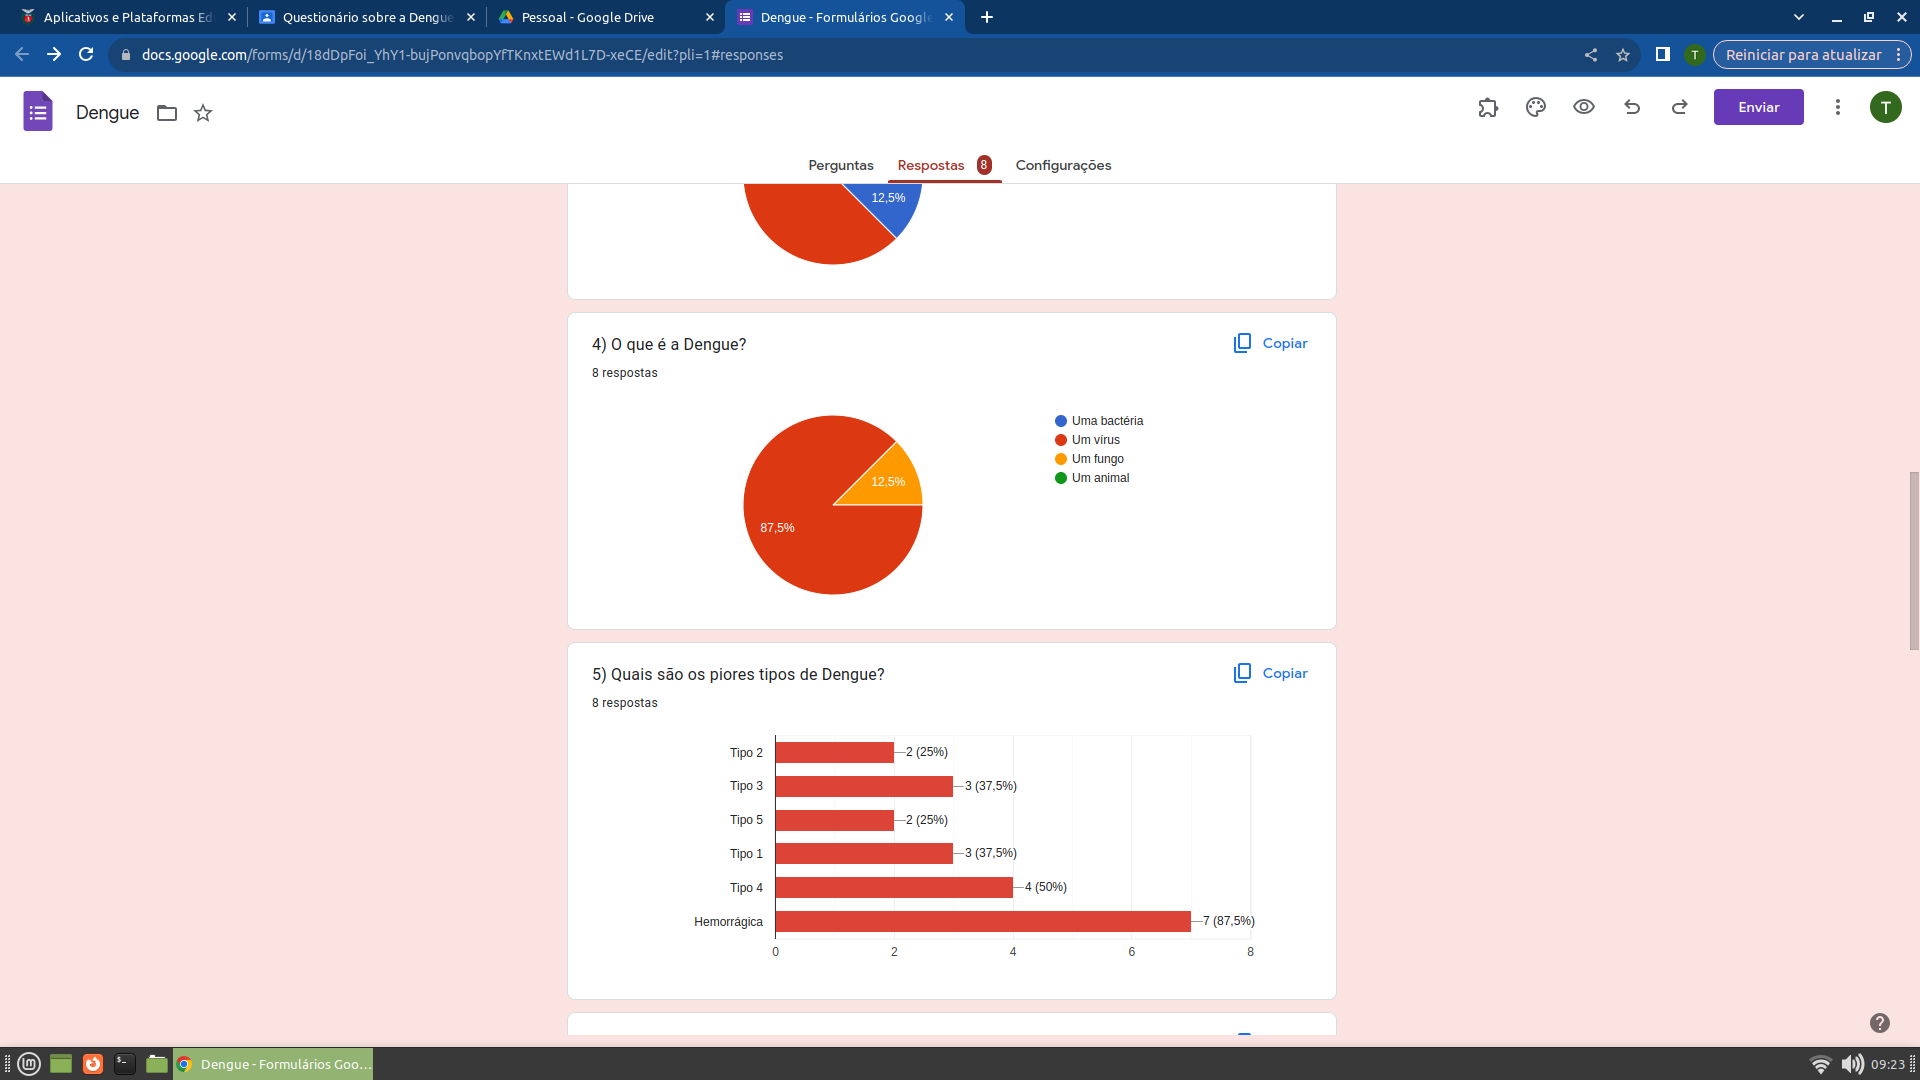 Aplicativos e Plataformas Ed
Questionário sobre a Dengue
Pessoal - Google Drive
Dengue - Formulários Google
docs.google.com/forms/d/18dDpFoi_YhY1-bujPonvqbopYfTKnxtEWd1L7D-xeCE/edit?pli=1#responses
T
Reiniciar para atualizar
Dengue
Enviar
T
Perguntas
Respostas 8
Configurações
12,5%
4) O que é a Dengue?
Copiar
8 respostas
Uma bactéria
Um vírus
Um fungo
Um animal
12,5%
87,5%
5) Quais são os piores tipos de Dengue?
Copiar
8 respostas
Tipo 2 2 (25%)
Tipo 3 3 (37,5%)
Tipo 5 2 (25%)
Tipo 1 3 (37,5%)
Tipo 4 4 (50%)
Hemorrágica 7 (87,5%)
0 2 4 6 8
Dengue - Formulários Goo...
09:23